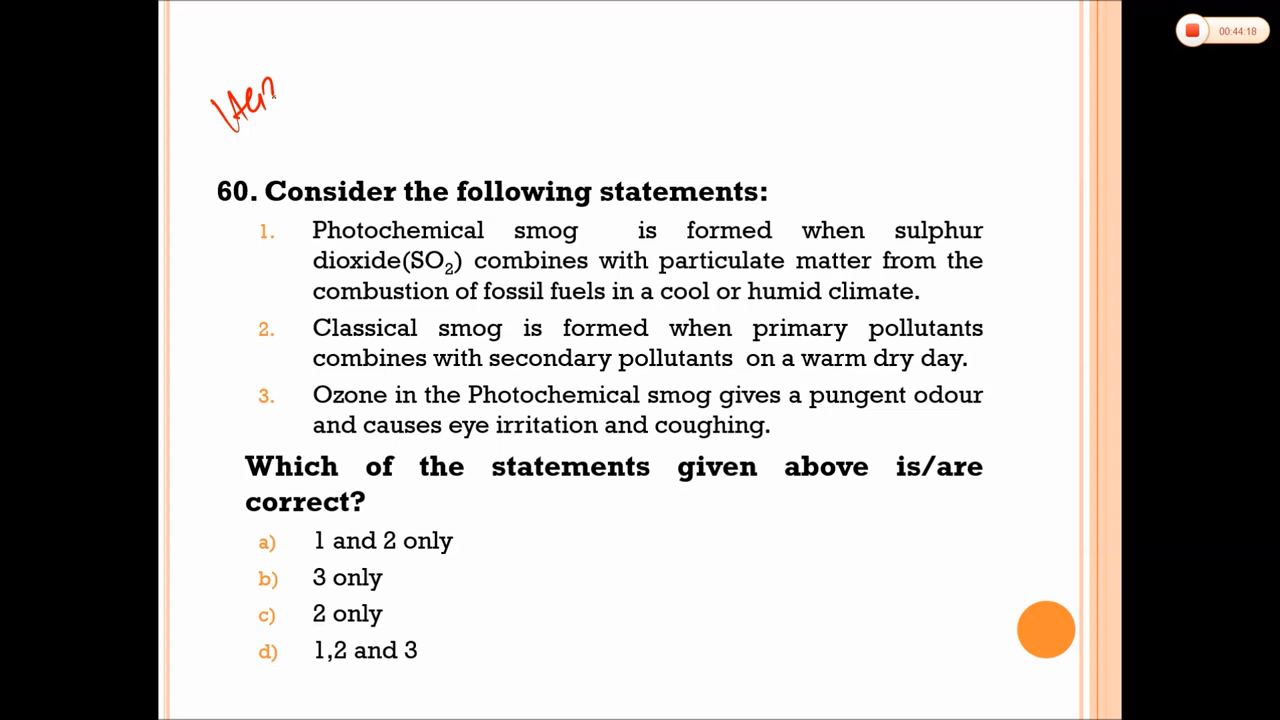 00:44:18
60. Consider the following statements:
1. Photochemical smog is formed when sulphur
dioxide(SO₂) combines with particulate matter from the
combustion of fossil fuels in a cool or humid climate.
2. Classical smog is formed when primary pollutants
combines with secondary pollutants on a warm dry day.
3. Ozone in the Photochemical smog gives a pungent odour
and causes eye irritation and coughing.
Which of the statements given above is/are
correct?
a) 1 and 2 only
b) 3 only
c) 2 only
d) 1,2 and 3